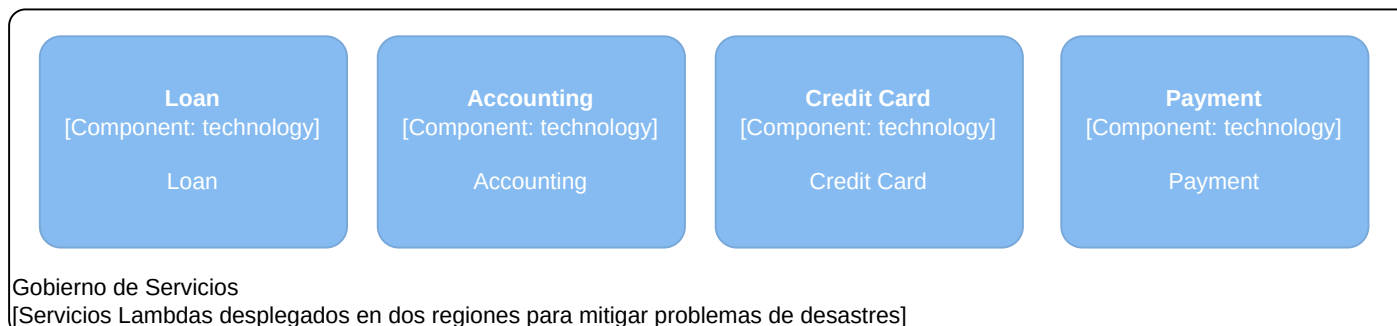 Loan
[Component: technology]
Loan
Accounting
[Component: technology]
Accounting
Credit Card
[Component: technology]
Credit Card
Payment
[Component: technology]
Payment
Gobierno de Servicios
[Servicios Lambdas desplegados en dos regiones para mitigar problemas de desastres]